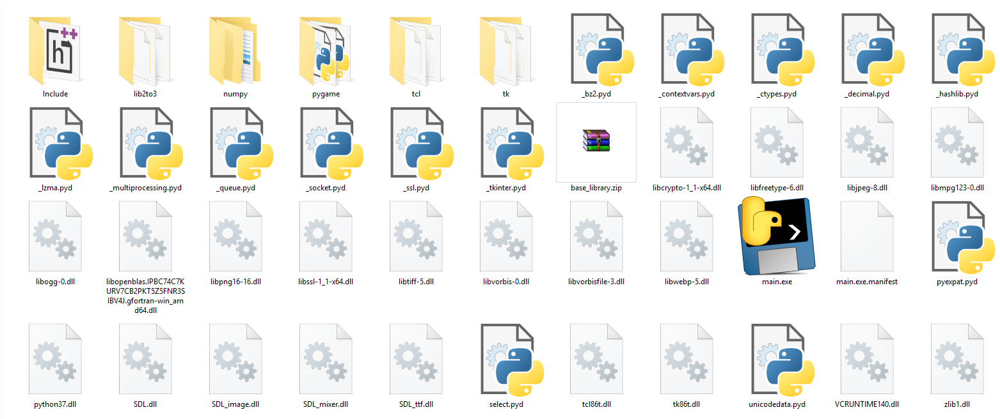 Include
lib2to3
numpy
pygame
tcl
tk
_bz2.pyd
_contextvars.pyd
_ctypes.pyd
_decimal.pyd
_hashlib.pyd
_lzma.pyd
_multiprocessing.pyd
_queue.pyd
_socket.pyd
_ssl.pyd
_tkinter.pyd
base_library.zip
libcrypto-1_1-x64.dll
libfreetype-6.dll
libjpeg-8.dll
libmpg123-0.dll
libogg-0.dll
libopenblas.IPBC74C7K
URV7CB2PKT5Z5FNR3S
IBV4J.gfortran-win_am
d64.dll
libpng16-16.dll
libssl-1_1-x64.dll
libtiff-5.dll
libvorbis-0.dll
libvorbisfile-3.dll
libwebp-5.dll
main.exe
main.exe.manifest
pyexpat.pyd
python37.dll
SDL.dll
SDL_image.dll
SDL_mixer.dll
SDL_ttf.dll
select.pyd
tcl86t.dll
tk86t.dll
unicodedata.pyd
VCRUNTIME140.dll
zlib1.dll